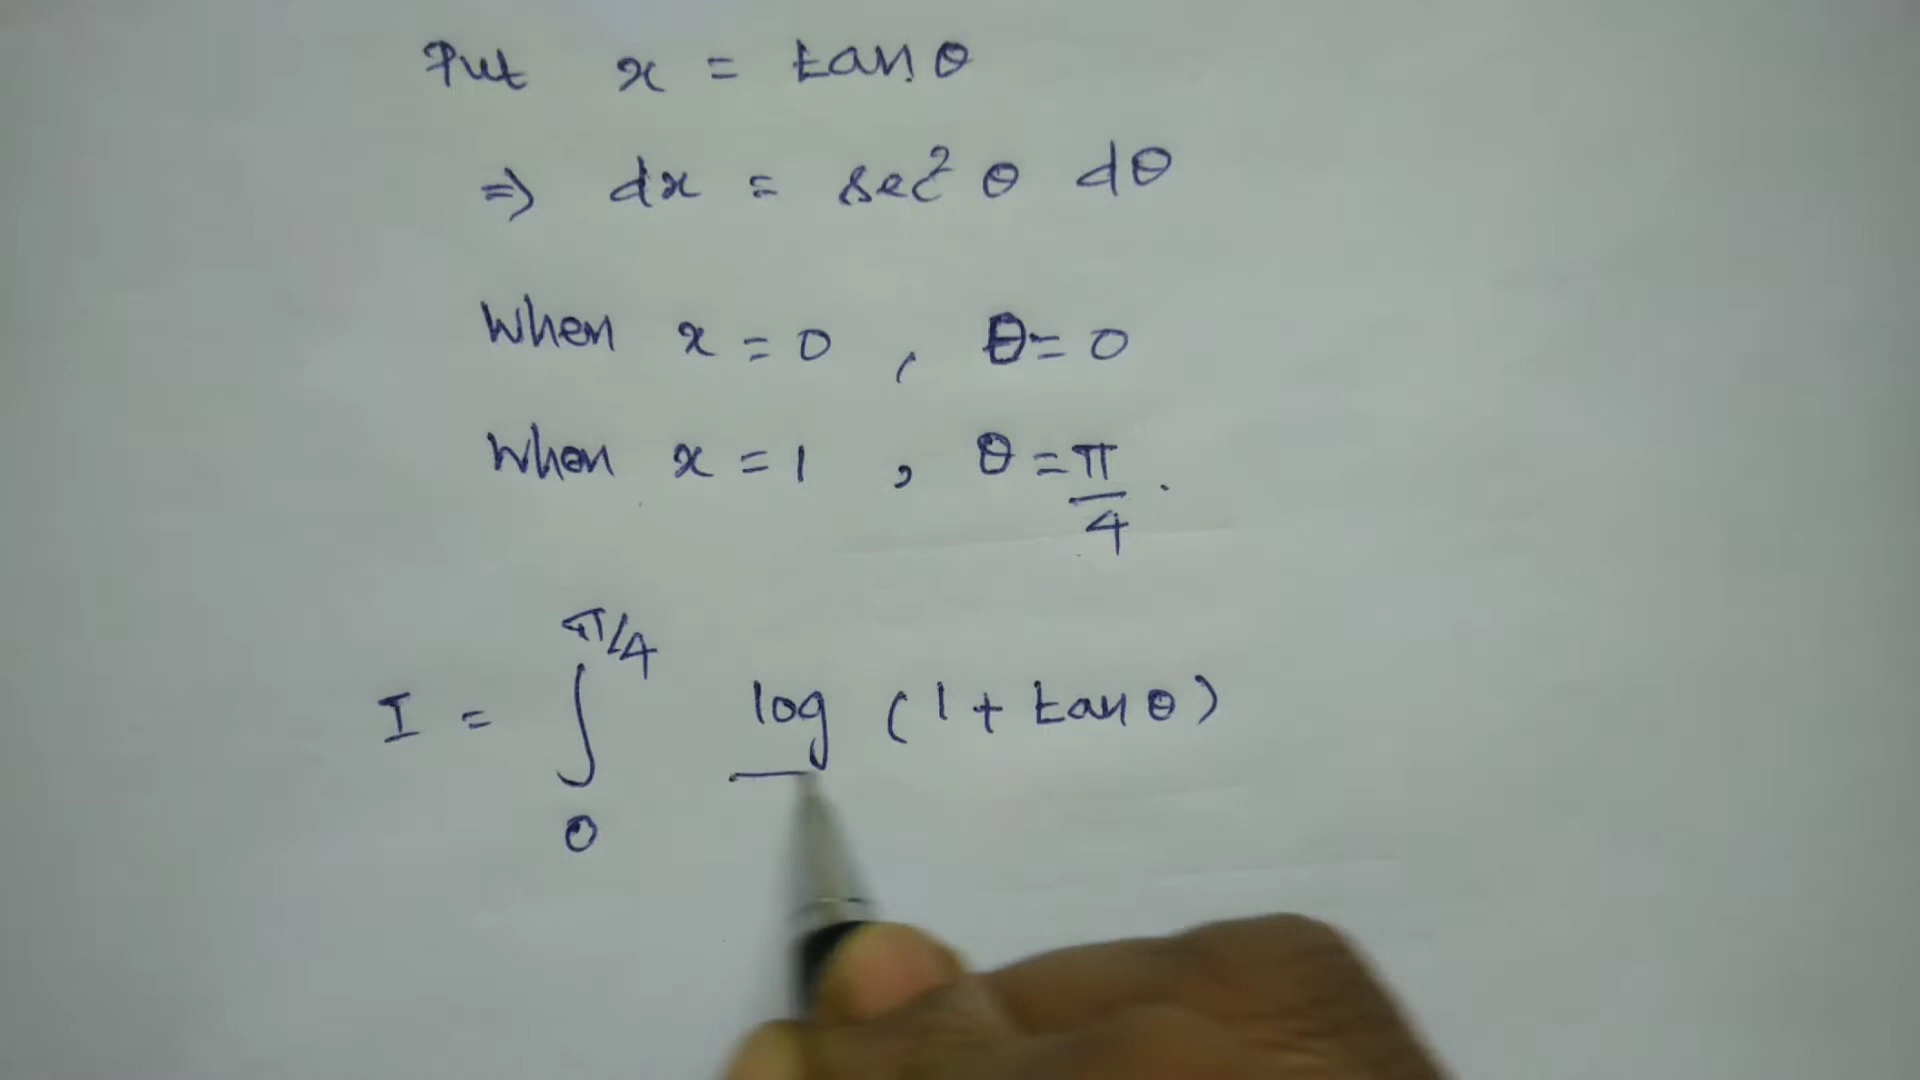 Put x = tan θ
⇒ dx = sec² θ dθ
When x = 0 , θ = 0
When x = 1 , θ = π/4 .
I = ∫₀^(π/4) log (1 + tan θ)